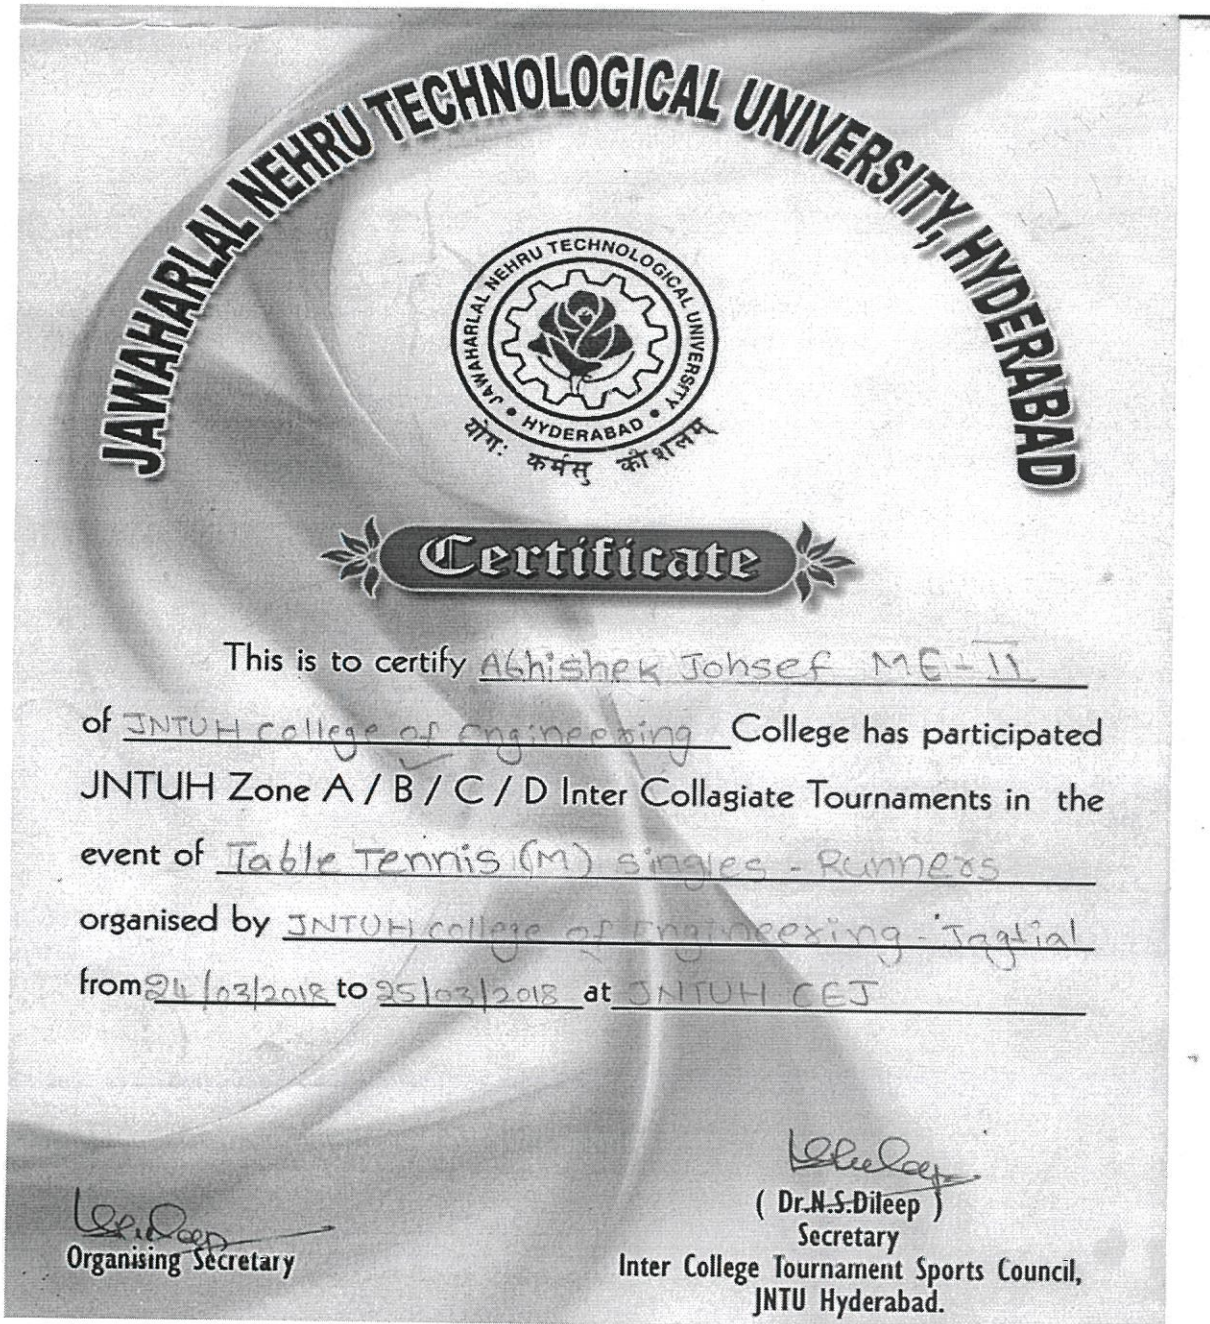 JAWAHARLAL NEHRU TECHNOLOGICAL UNIVERSITY, HYDERABAD
JAWAHARLAL NEHRU TECHNOLOGICAL UNIVERSITY
• HYDERABAD •
योगः कर्मसु कौशलम्
Certificate
This is to certify Abhishek Johsef ME-II
of JNTUH college of Engineering College has participated
JNTUH Zone A / B / C / D Inter Collagiate Tournaments in the
event of Table Tennis (M) singles - Runners
organised by JNTUH college of Engineering - Jagtial
from 24/03/2018 to 25/03/2018 at JNTUH CEJ
( Dr.N.S.Dileep )
Secretary
Organising Secretary
Inter College Tournament Sports Council,
JNTU Hyderabad.